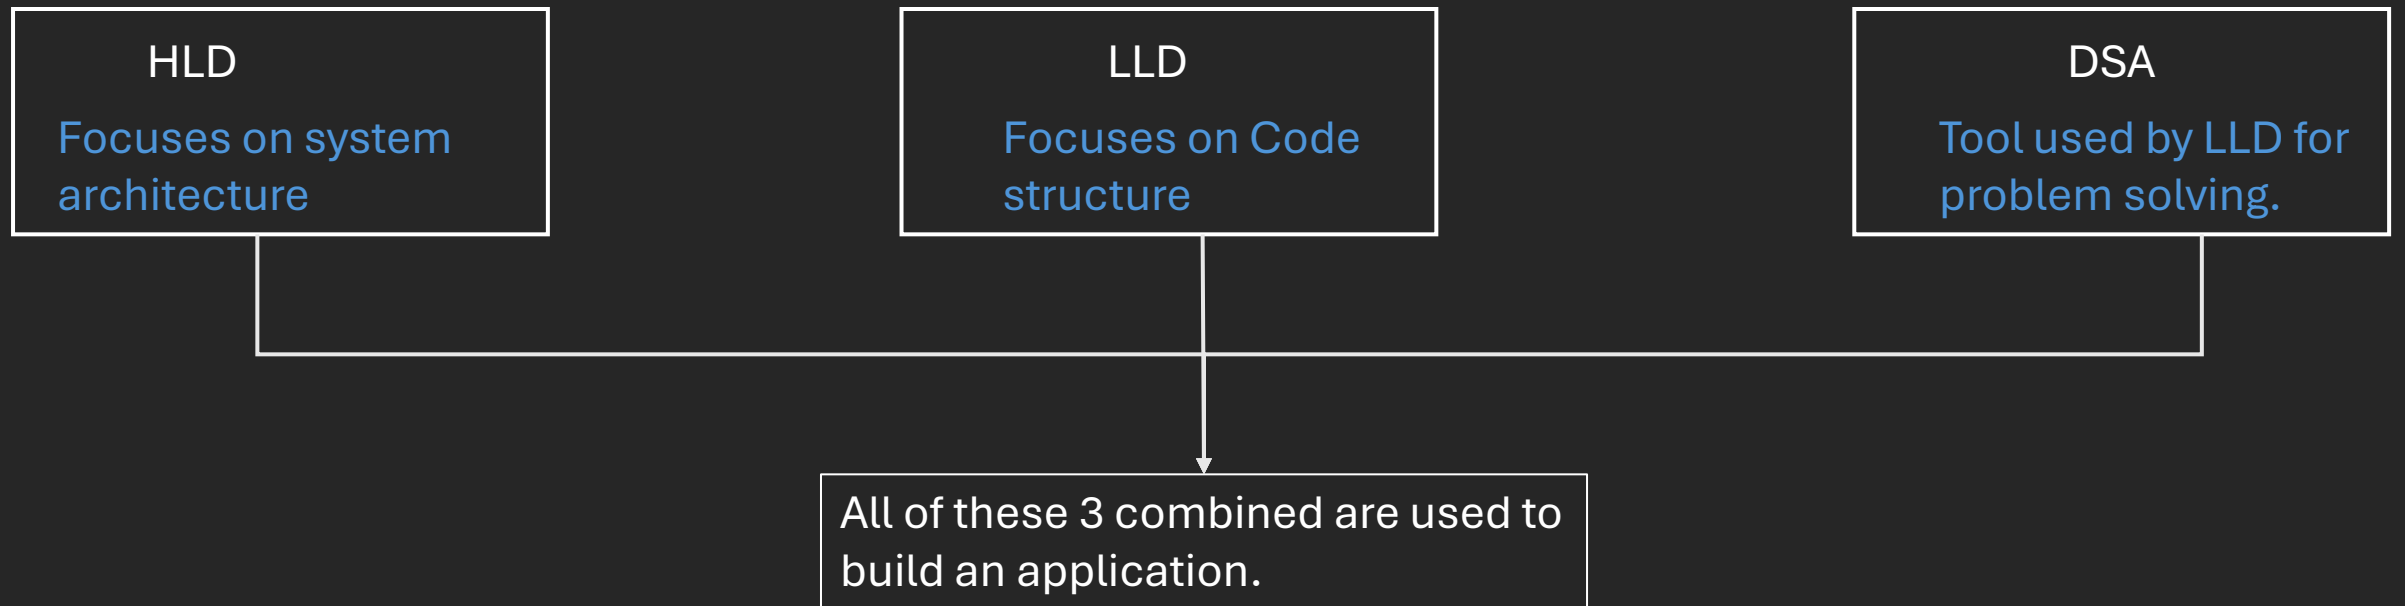 HLD
Focuses on system
architecture
LLD
Focuses on Code
structure
DSA
Tool used by LLD for
problem solving.
All of these 3 combined are used to
build an application.